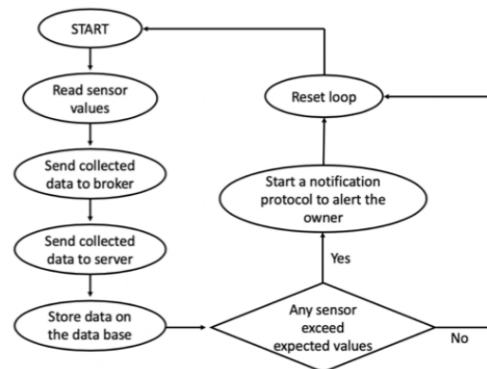 START
Read sensor
values
Send collected
data to broker
Send collected
data to server
Store data on
the data base
Any sensor
exceed
expected values
Yes
No
Start a notification
protocol to alert the
owner
Reset loop